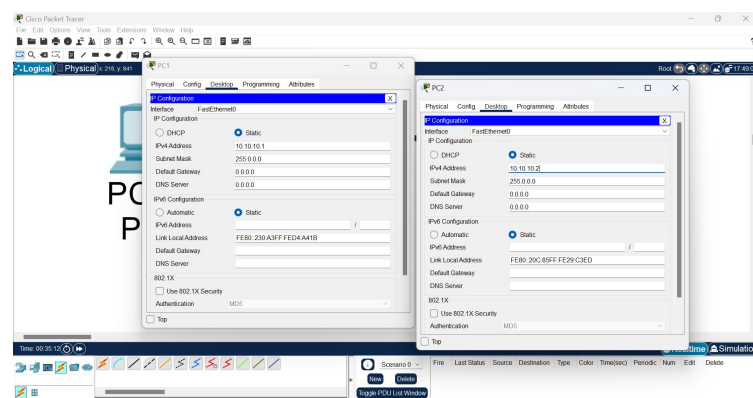 Cisco Packet Tracer
File Edit Options View Tools Extensions Window Help
Logical Physical x: 218, y: 641
Root
PC
P
PC1
Physical Config Desktop Programming Attributes
IP Configuration X
Interface FastEthernet0
IP Configuration
DHCP Static
IPv4 Address 10.10.10.1
Subnet Mask 255.0.0.0
Default Gateway 0.0.0.0
DNS Server 0.0.0.0
IPv6 Configuration
Automatic Static
IPv6 Address /
Link Local Address FE80::230:A3FF:FED4:A41B
Default Gateway
DNS Server
802.1X
Use 802.1X Security
Authentication MD5
Top
PC2
Physical Config Desktop Programming Attributes
IP Configuration X
Interface FastEthernet0
IP Configuration
DHCP Static
IPv4 Address 10.10.10.2
Subnet Mask 255.0.0.0
Default Gateway 0.0.0.0
DNS Server 0.0.0.0
IPv6 Configuration
Automatic Static
IPv6 Address /
Link Local Address FE80::20C:85FF:FE29:C3ED
Default Gateway
DNS Server
802.1X
Use 802.1X Security
Authentication MD5
Top
Time: 00:35:12
Realtime Simulatio
Scenario 0
New Delete
Toggle PDU List Window
Fire Last Status Source Destination Type Color Time(sec) Periodic Num Edit Delete